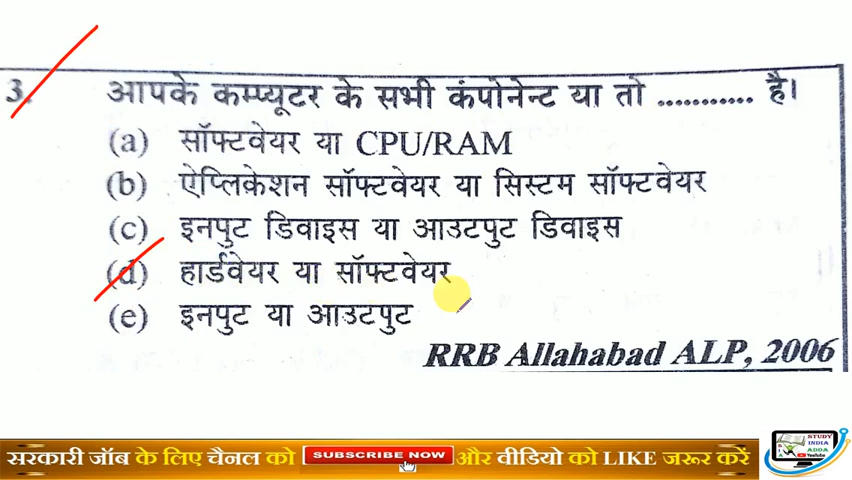 3. आपके कम्प्यूटर के सभी कंपोनेन्ट या तो ............ है।
(a) सॉफ्टवेयर या CPU/RAM
(b) ऐप्लिकेशन सॉफ्टवेयर या सिस्टम सॉफ्टवेयर
(c) इनपुट डिवाइस या आउटपुट डिवाइस
(d) हार्डवेयर या सॉफ्टवेयर
(e) इनपुट या आउटपुट
RRB Allahabad ALP, 2006
सरकारी जॉब के लिए चैनल को SUBSCRIBE NOW और वीडियो को LIKE जरूर करें
STUDY
INDIA
ADDA
YouTube